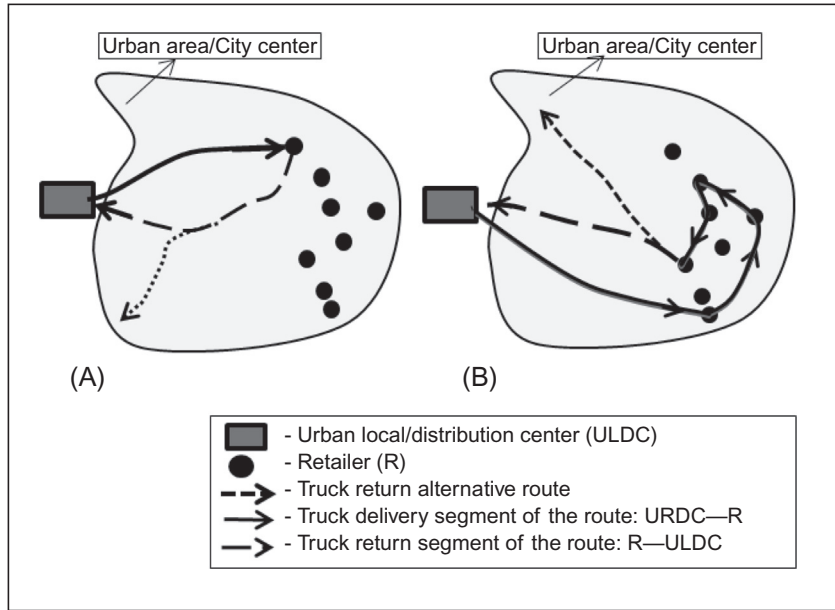 Urban area/City center
Urban area/City center
(A)
(B)
- Urban local/distribution center (ULDC)
- Retailer (R)
- Truck return alternative route
- Truck delivery segment of the route: URDC—R
- Truck return segment of the route: R—ULDC